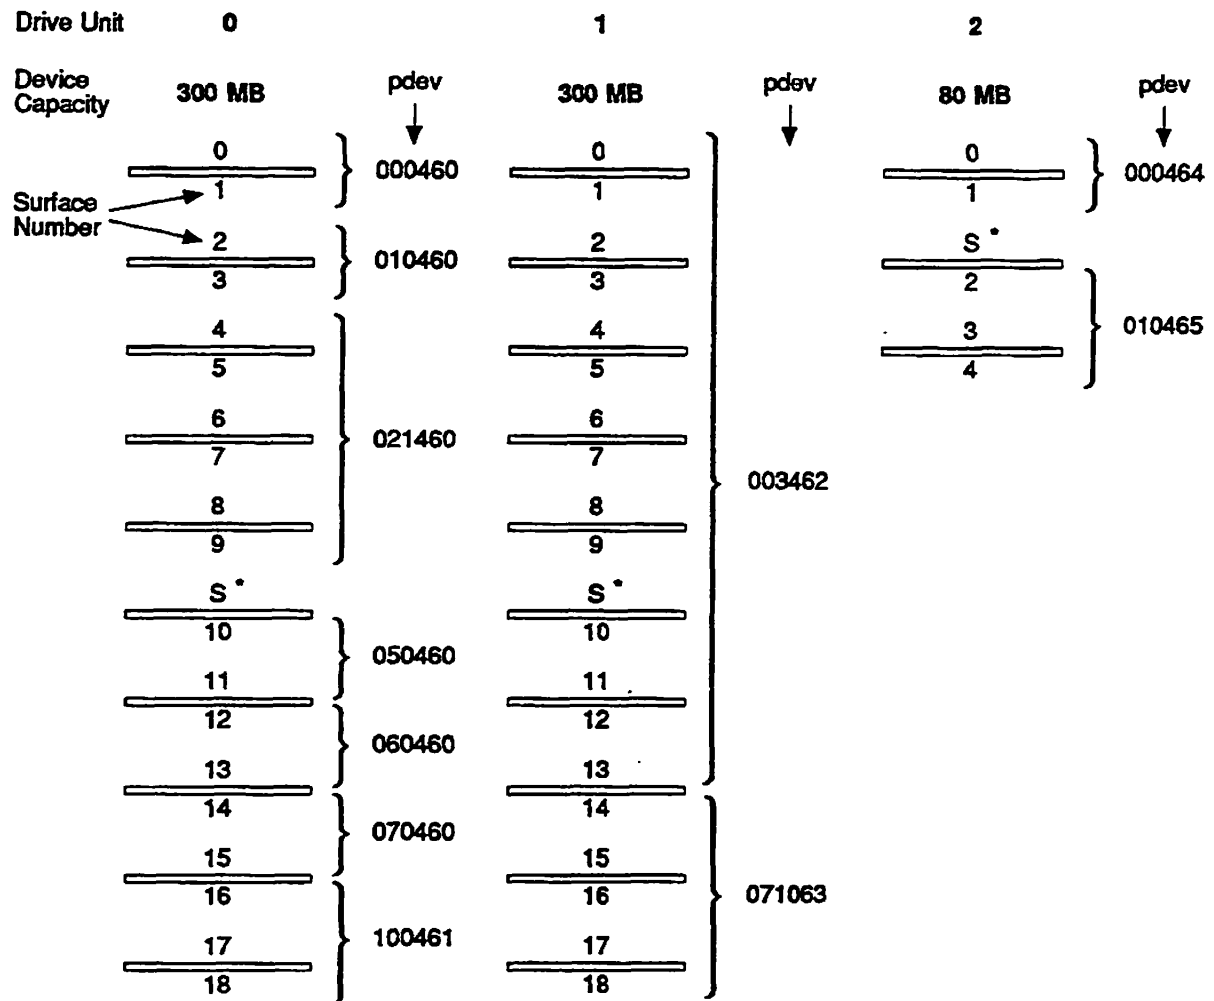 Drive Unit 0 1 2
Device Capacity 300 MB pdev 300 MB pdev 80 MB pdev
0 000460 0 0 000464
Surface Number 1 1 1
2 010460 2 S*
3 3 2
4 4 3 010465
5 5 4
6 6
7 021460 7
003462
8 8
9 9
S* S*
10 10
050460
11 11
12 12
060460
13 13
14 14
070460
15 15
16 16 071063
100461
17 17
18 18